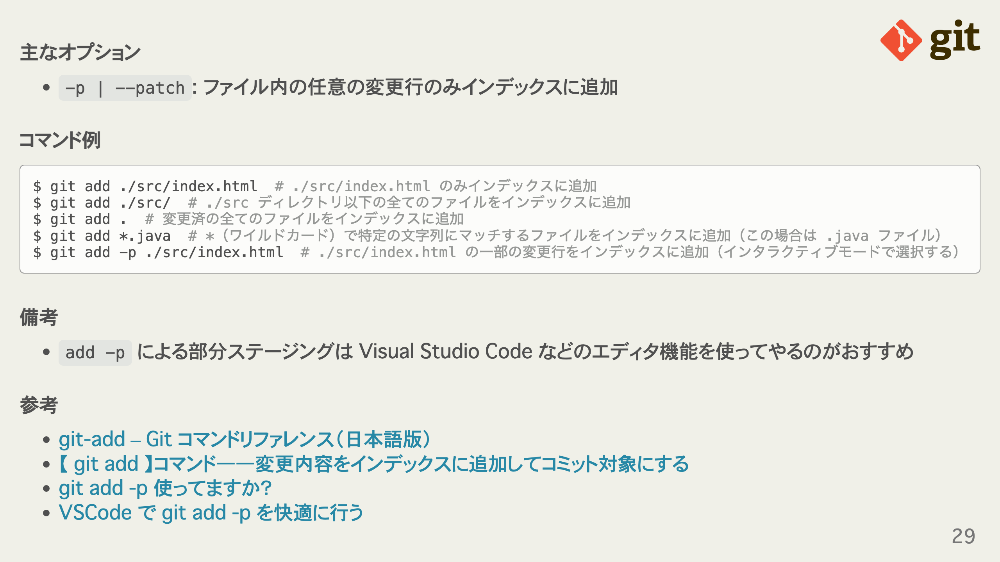 git
主なオプション
• -p | --patch : ファイル内の任意の変更行のみインデックスに追加
コマンド例
$ git add ./src/index.html  # ./src/index.html のみインデックスに追加
$ git add ./src/  # ./src ディレクトリ以下の全てのファイルをインデックスに追加
$ git add .  # 変更済の全てのファイルをインデックスに追加
$ git add *.java  # *（ワイルドカード）で特定の文字列にマッチするファイルをインデックスに追加（この場合は .java ファイル）
$ git add -p ./src/index.html  # ./src/index.html の一部の変更行をインデックスに追加（インタラクティブモードで選択する）
備考
• add -p による部分ステージングは Visual Studio Code などのエディタ機能を使ってやるのがおすすめ
参考
• git-add – Git コマンドリファレンス（日本語版）
• 【 git add 】コマンド――変更内容をインデックスに追加してコミット対象にする
• git add -p 使ってますか？
• VSCode で git add -p を快適に行う
29